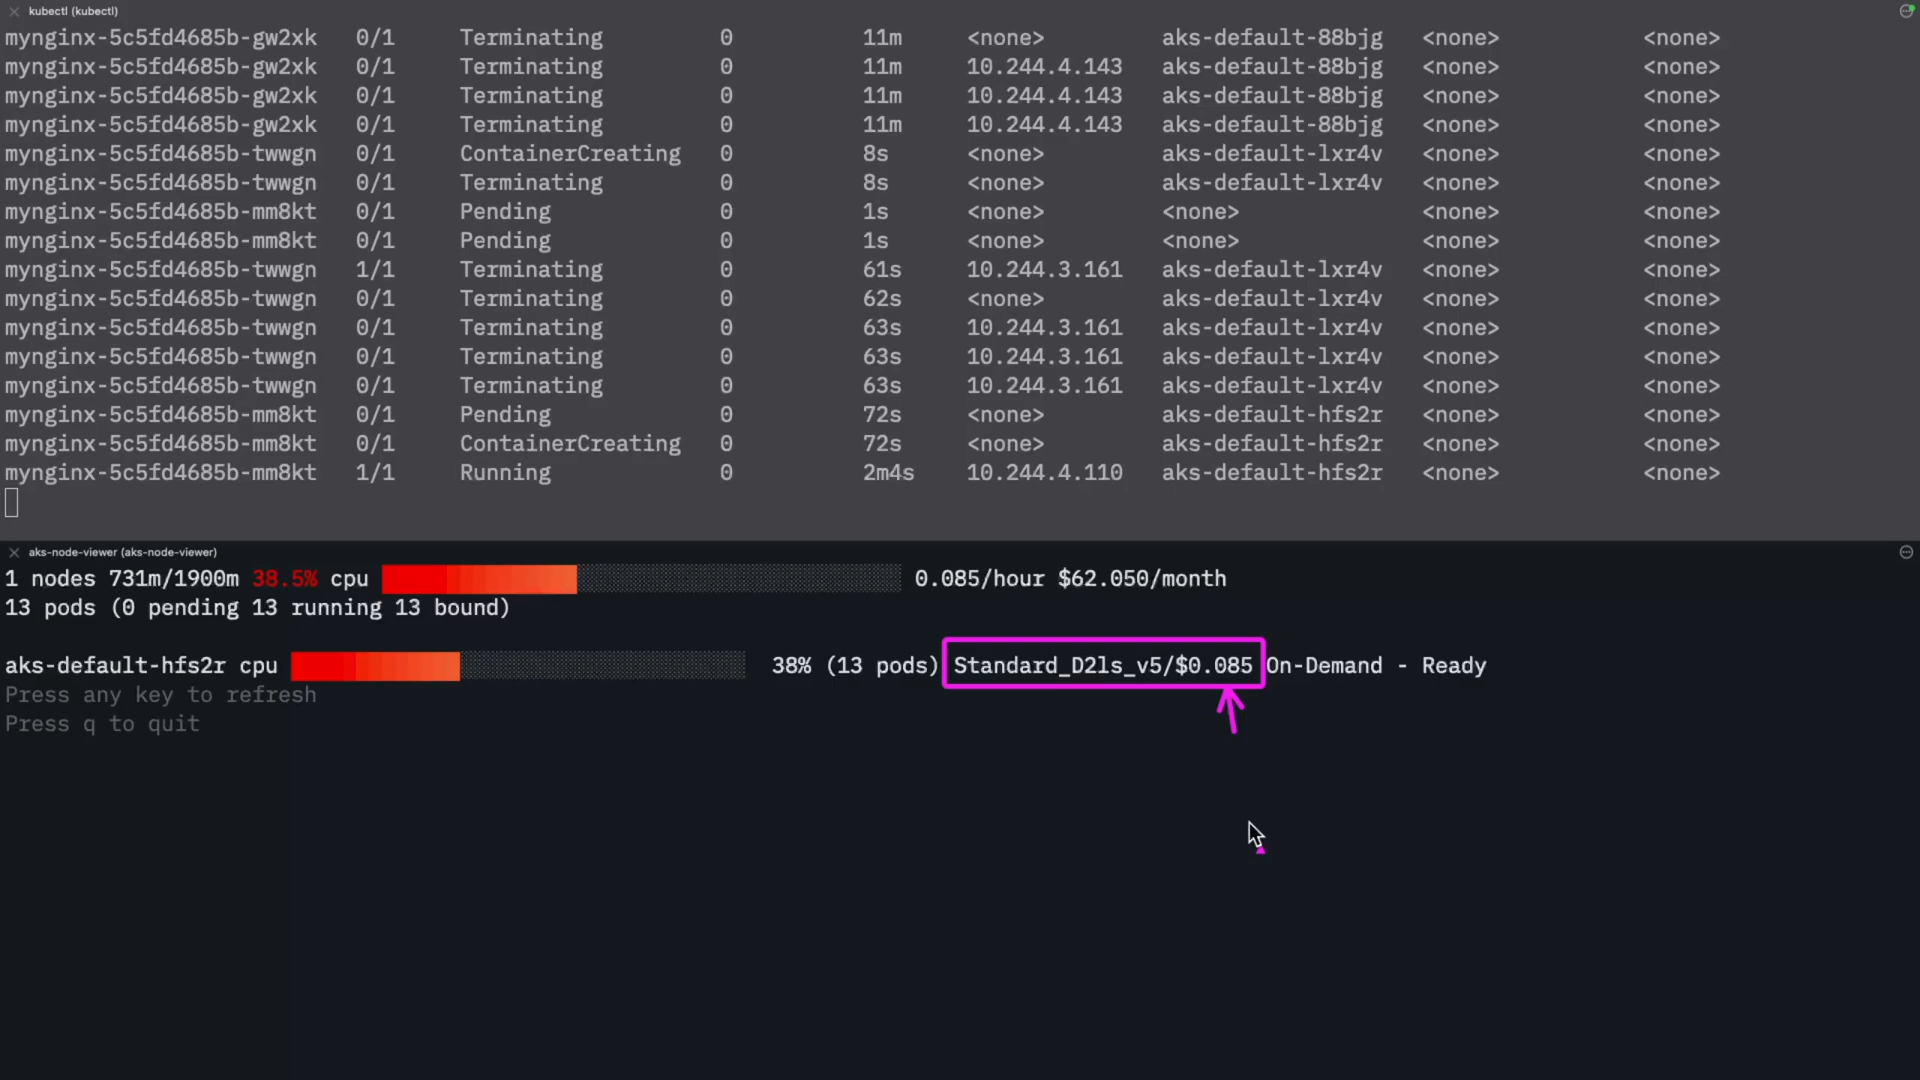 kubectl (kubectl)
mynginx-5c5fd4685b-gw2xk 0/1 Terminating 0 11m <none> aks-default-88bjg <none> <none>
mynginx-5c5fd4685b-gw2xk 0/1 Terminating 0 11m 10.244.4.143 aks-default-88bjg <none> <none>
mynginx-5c5fd4685b-gw2xk 0/1 Terminating 0 11m 10.244.4.143 aks-default-88bjg <none> <none>
mynginx-5c5fd4685b-gw2xk 0/1 Terminating 0 11m 10.244.4.143 aks-default-88bjg <none> <none>
mynginx-5c5fd4685b-twwgn 0/1 ContainerCreating 0 8s <none> aks-default-lxr4v <none> <none>
mynginx-5c5fd4685b-twwgn 0/1 Terminating 0 8s <none> aks-default-lxr4v <none> <none>
mynginx-5c5fd4685b-mm8kt 0/1 Pending 0 1s <none> <none> <none> <none>
mynginx-5c5fd4685b-mm8kt 0/1 Pending 0 1s <none> <none> <none> <none>
mynginx-5c5fd4685b-twwgn 1/1 Terminating 0 61s 10.244.3.161 aks-default-lxr4v <none> <none>
mynginx-5c5fd4685b-twwgn 0/1 Terminating 0 62s <none> aks-default-lxr4v <none> <none>
mynginx-5c5fd4685b-twwgn 0/1 Terminating 0 63s 10.244.3.161 aks-default-lxr4v <none> <none>
mynginx-5c5fd4685b-twwgn 0/1 Terminating 0 63s 10.244.3.161 aks-default-lxr4v <none> <none>
mynginx-5c5fd4685b-twwgn 0/1 Terminating 0 63s 10.244.3.161 aks-default-lxr4v <none> <none>
mynginx-5c5fd4685b-mm8kt 0/1 Pending 0 72s <none> aks-default-hfs2r <none> <none>
mynginx-5c5fd4685b-mm8kt 0/1 ContainerCreating 0 72s <none> aks-default-hfs2r <none> <none>
mynginx-5c5fd4685b-mm8kt 1/1 Running 0 2m4s 10.244.4.110 aks-default-hfs2r <none> <none>
aks-node-viewer (aks-node-viewer)
1 nodes 731m/1900m 38.5% cpu 0.085/hour $62.050/month
13 pods (0 pending 13 running 13 bound)
aks-default-hfs2r cpu 38% (13 pods) Standard_D2ls_v5/$0.085 On-Demand - Ready
Press any key to refresh
Press q to quit